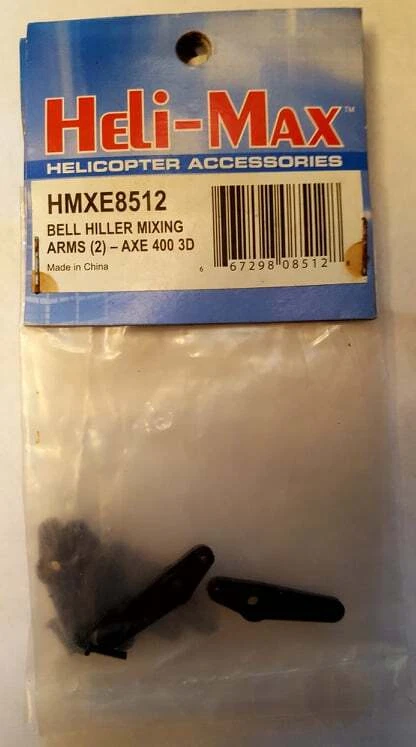 HELI-MAX™
HELICOPTER ACCESSORIES
HMXE8512
BELL HILLER MIXING
ARMS (2) – AXE 400 3D
Made in China
6 67298 08512